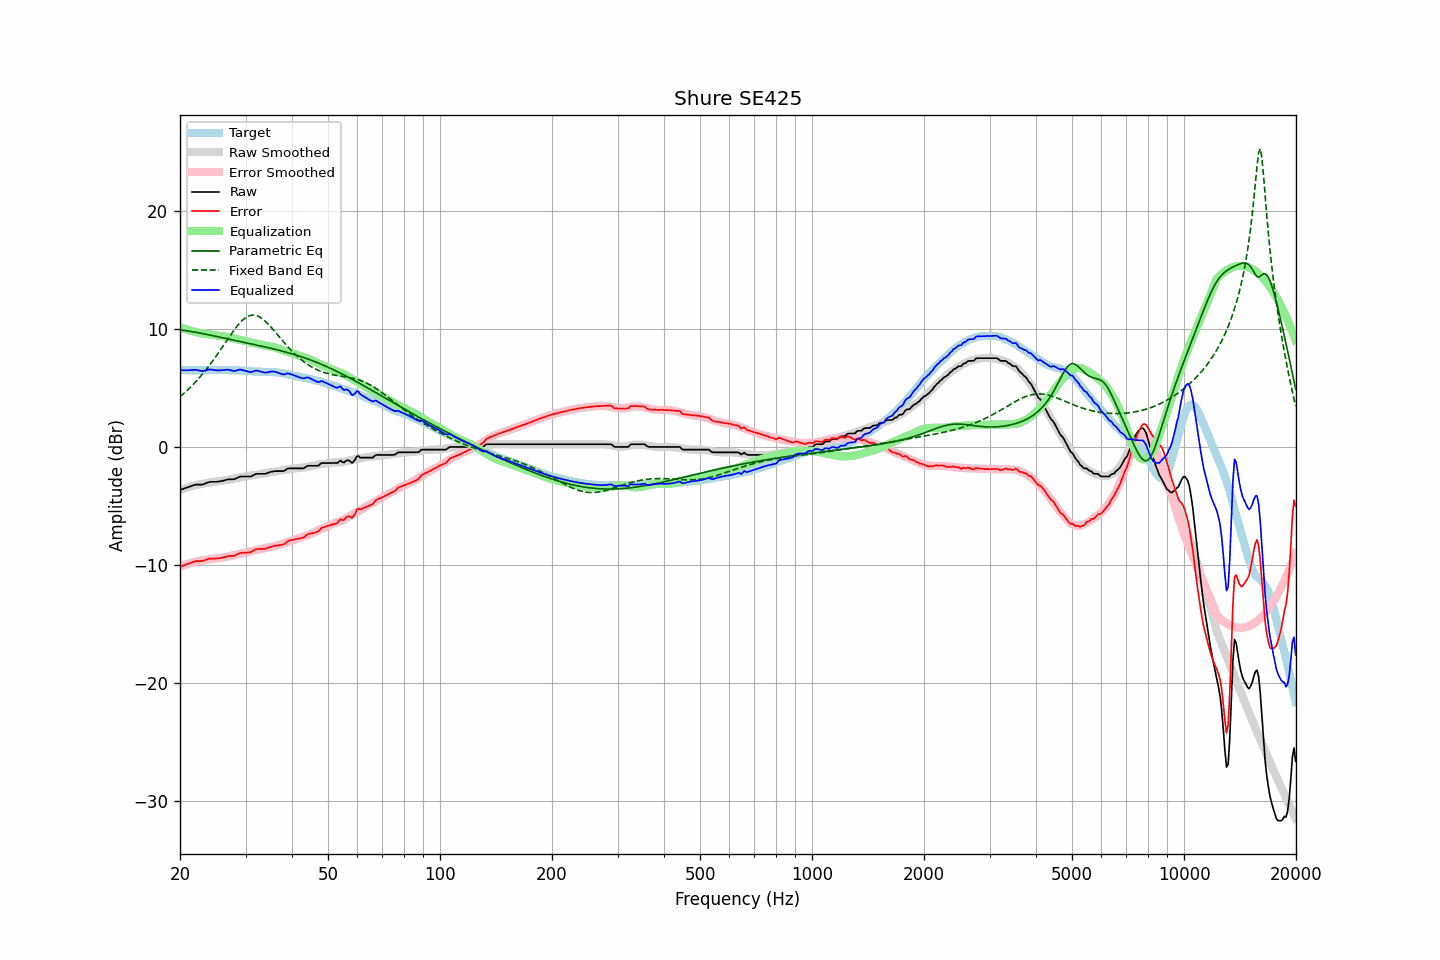 Shure SE425
Target
Raw Smoothed
Error Smoothed
Raw
Error
Equalization
Parametric Eq
Fixed Band Eq
Equalized
Amplitude (dBr)
20
10
0
−10
−20
−30
20 50 100 200 500 1000 2000 5000 10000 20000
Frequency (Hz)